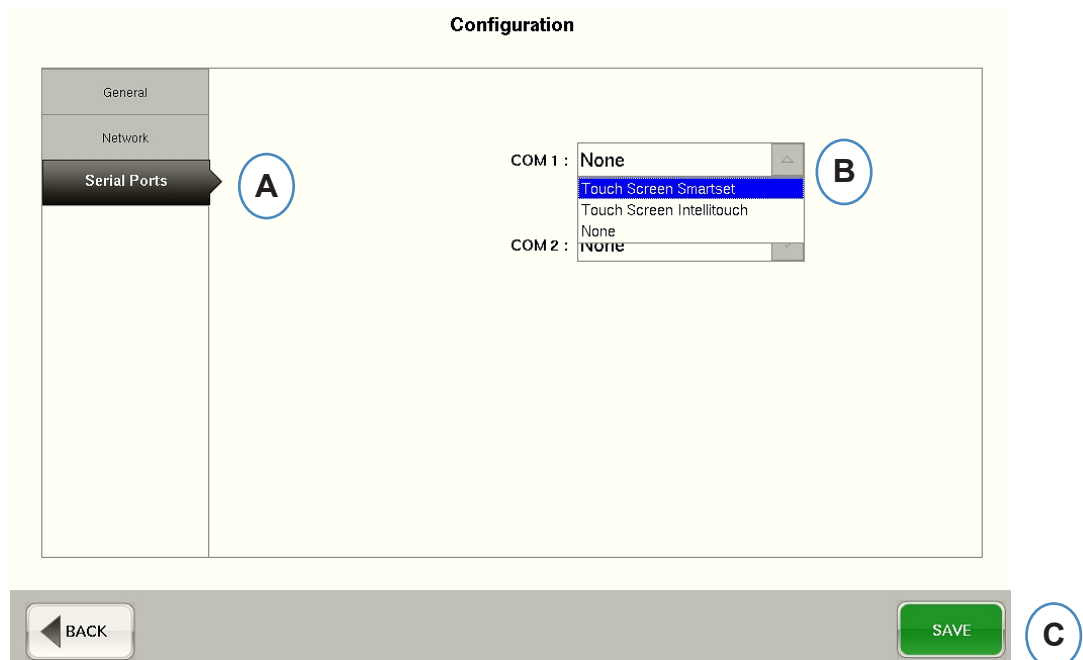 Configuration
General
Network
Serial Ports
A
COM 1 : None
B
Touch Screen Smartset
Touch Screen Intellitouch
None
COM 2 : None
BACK
SAVE
C